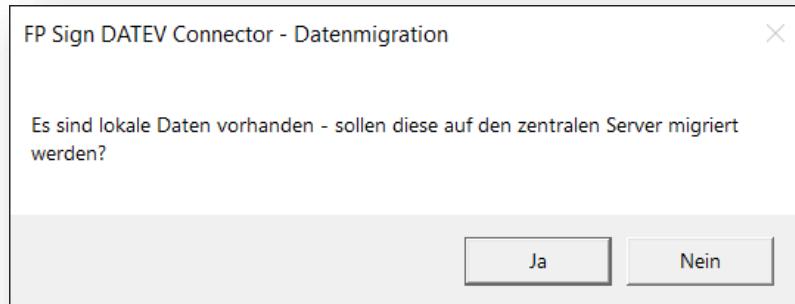 FP Sign DATEV Connector - Datenmigration
Es sind lokale Daten vorhanden - sollen diese auf den zentralen Server migriert
werden?
Ja
Nein